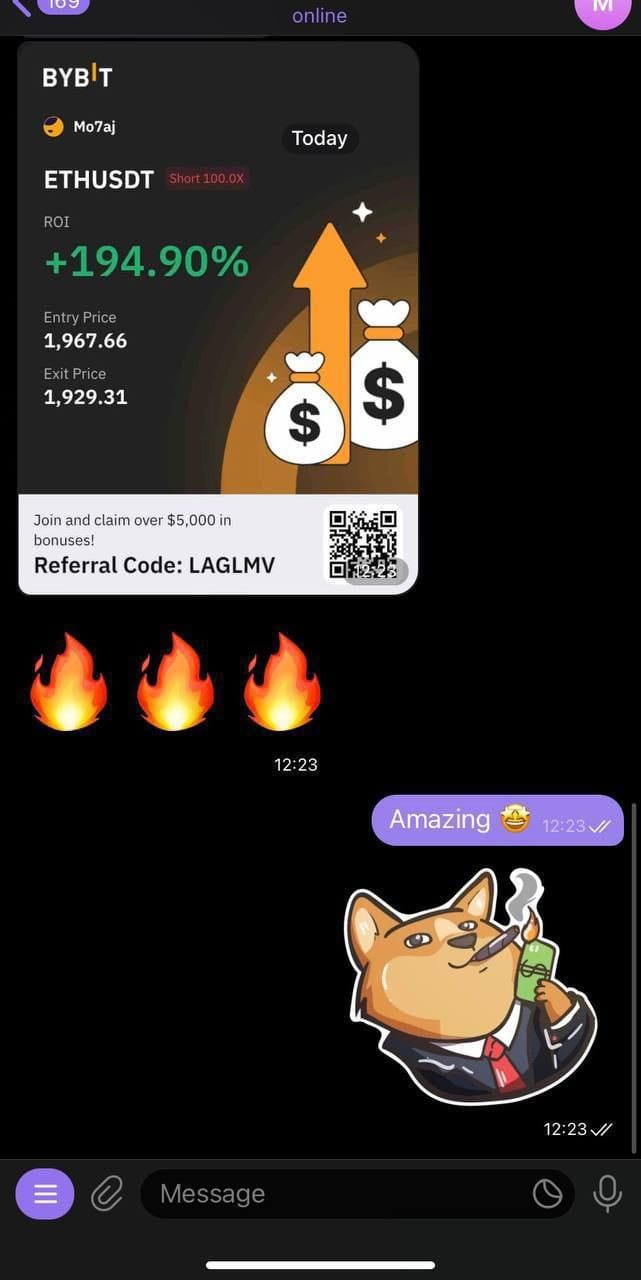 169
online
M
BYBIT
Mo7aj
Today
ETHUSDT Short 100.0X
ROI
+194.90%
Entry Price
1,967.66
Exit Price
1,929.31
$ $
Join and claim over $5,000 in
bonuses!
Referral Code: LAGLMV
12:23
12:23
Amazing 🤩 12:23
12:23
Message